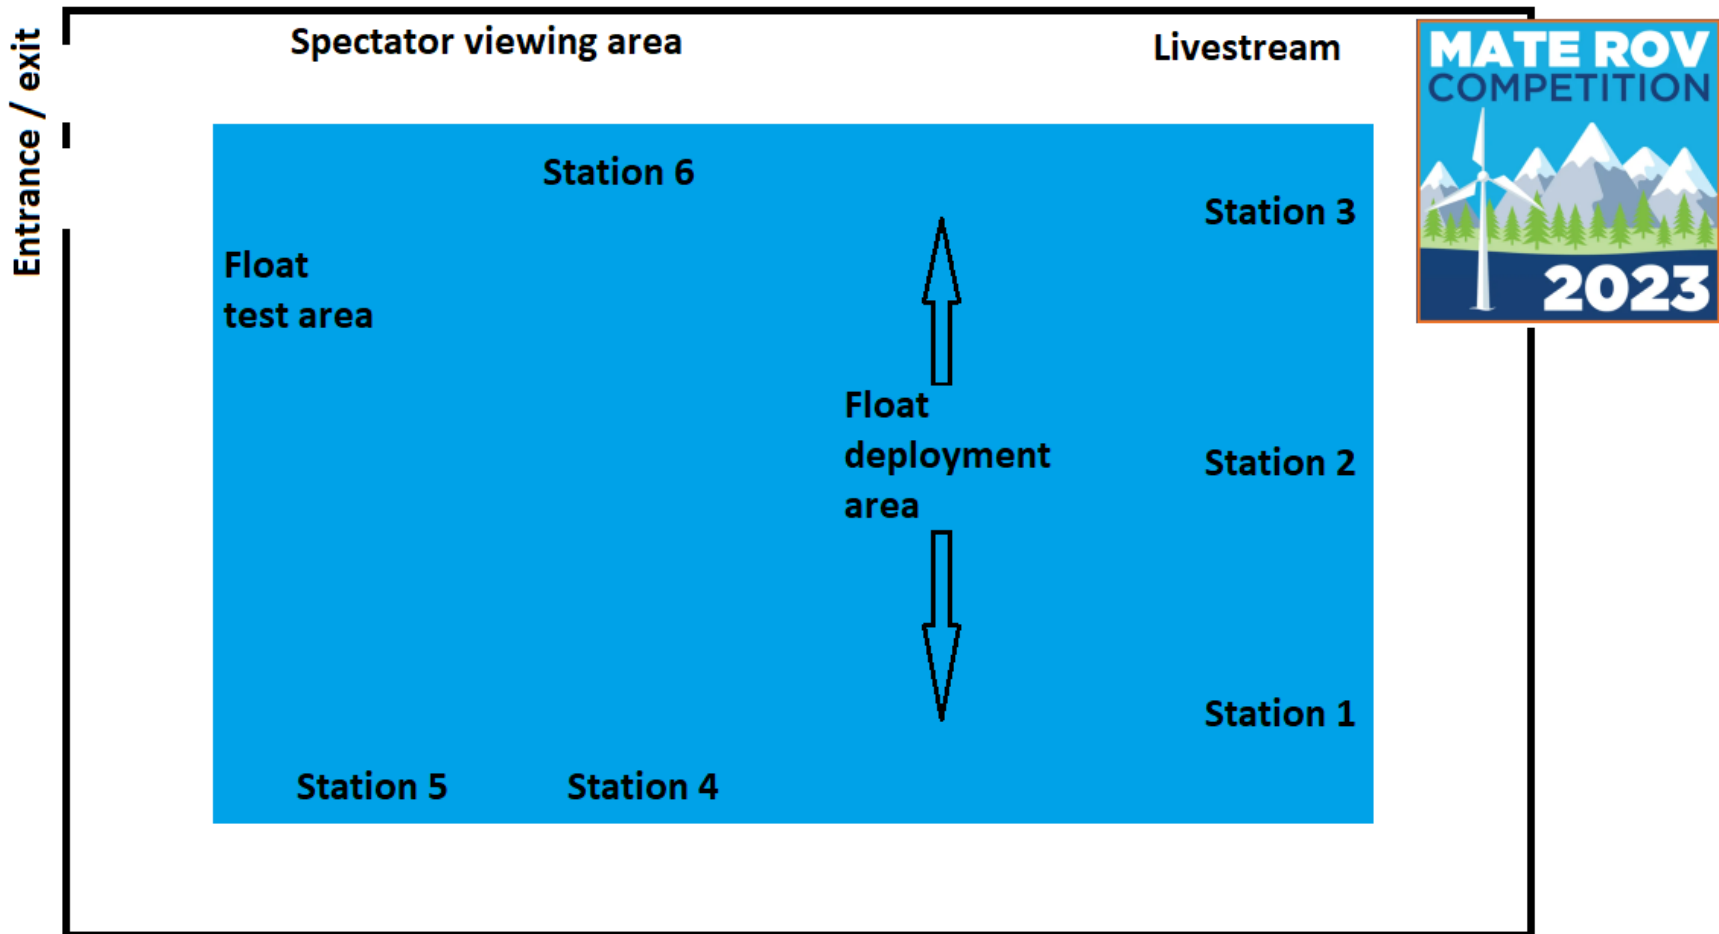 Entrance / exit
Spectator viewing area
Livestream
MATE ROV
COMPETITION
2023
Station 6
Station 3
Float
test area
Float
deployment
area
Station 2
Station 1
Station 5
Station 4